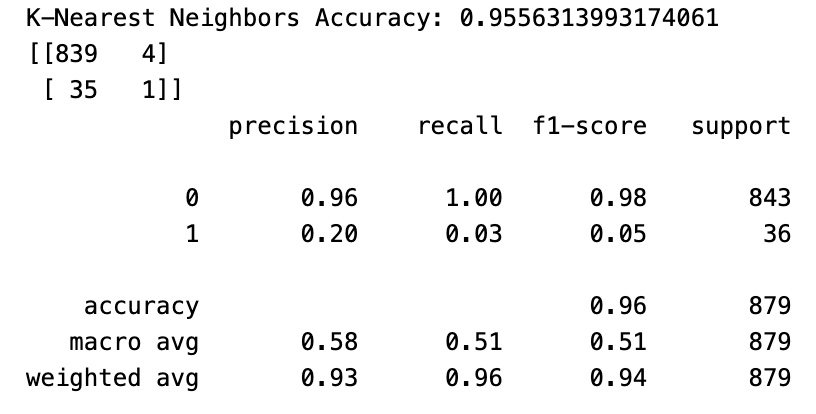 K-Nearest Neighbors Accuracy: 0.9556313993174061
[[839 4]
[ 35 1]]
precision recall f1-score support
0 0.96 1.00 0.98 843
1 0.20 0.03 0.05 36
accuracy 0.96 879
macro avg 0.58 0.51 0.51 879
weighted avg 0.93 0.96 0.94 879